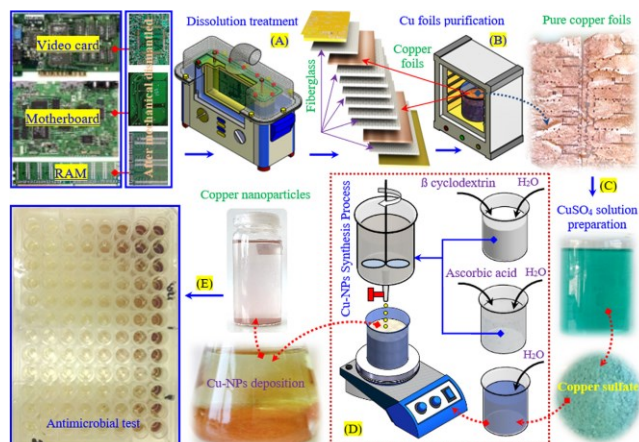 Dissolution treatment
(A)
Cu foils purification
(B)
Pure copper foils
Video card
Motherboard
RAM
After mechanical dismantled
Fiberglass
Copper
foils
(C)
CuSO₄ solution
preparation
Copper sulfate
Cu-NPs Synthesis Process
β cyclodextrin
H₂O
Ascorbic acid
H₂O
H₂O
(D)
Copper nanoparticles
Cu-NPs deposition
(E)
Antimicrobial test